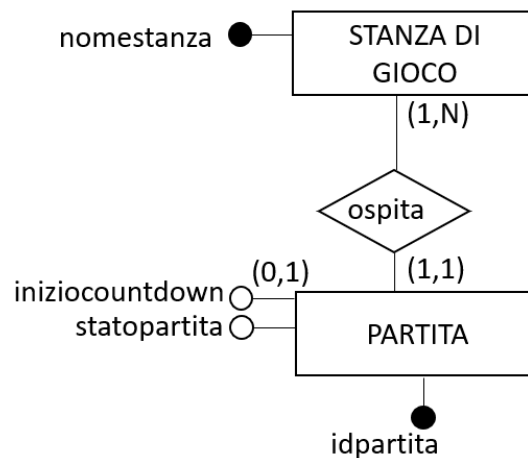 nomestanza
STANZA DI
GIOCO
(1,N)
ospita
(0,1)
(1,1)
iniziocountdown
statopartita
PARTITA
idpartita